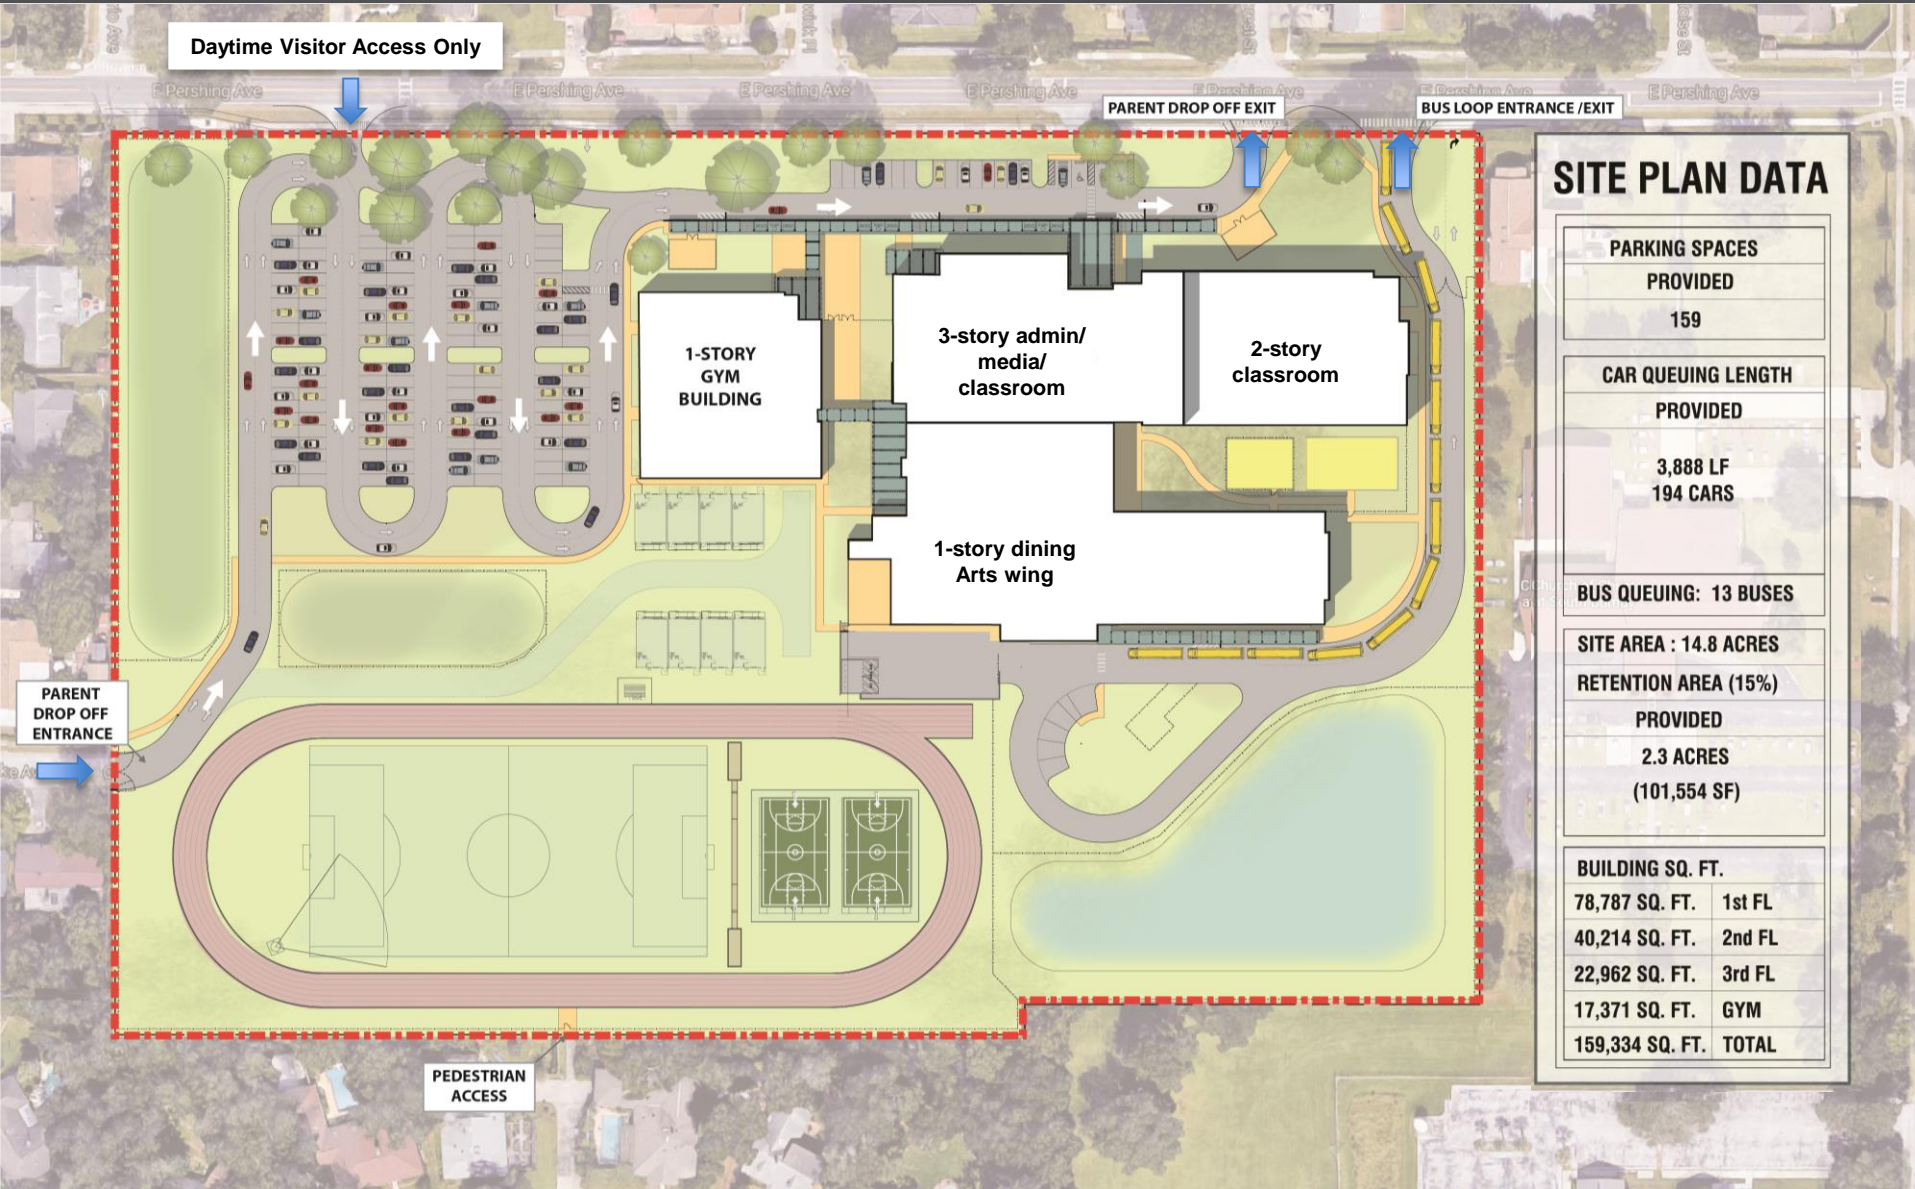 Daytime Visitor Access Only
E Pershing Ave
E Pershing Ave
E Pershing Ave
E Pershing Ave
E Pershing Ave
E Pershing Ave
E Pershing Ave
PARENT DROP OFF EXIT
BUS LOOP ENTRANCE /EXIT
1-STORY
GYM
BUILDING
3-story admin/
media/
classroom
2-story
classroom
1-story dining
Arts wing
PARENT
DROP OFF
ENTRANCE
PEDESTRIAN
ACCESS
SITE PLAN DATA
PARKING SPACES
PROVIDED
159
CAR QUEUING LENGTH
PROVIDED
3,888 LF
194 CARS
BUS QUEUING: 13 BUSES
SITE AREA : 14.8 ACRES
RETENTION AREA (15%)
PROVIDED
2.3 ACRES
(101,554 SF)
BUILDING SQ. FT.
78,787 SQ. FT. 1st FL
40,214 SQ. FT. 2nd FL
22,962 SQ. FT. 3rd FL
17,371 SQ. FT. GYM
159,334 SQ. FT. TOTAL